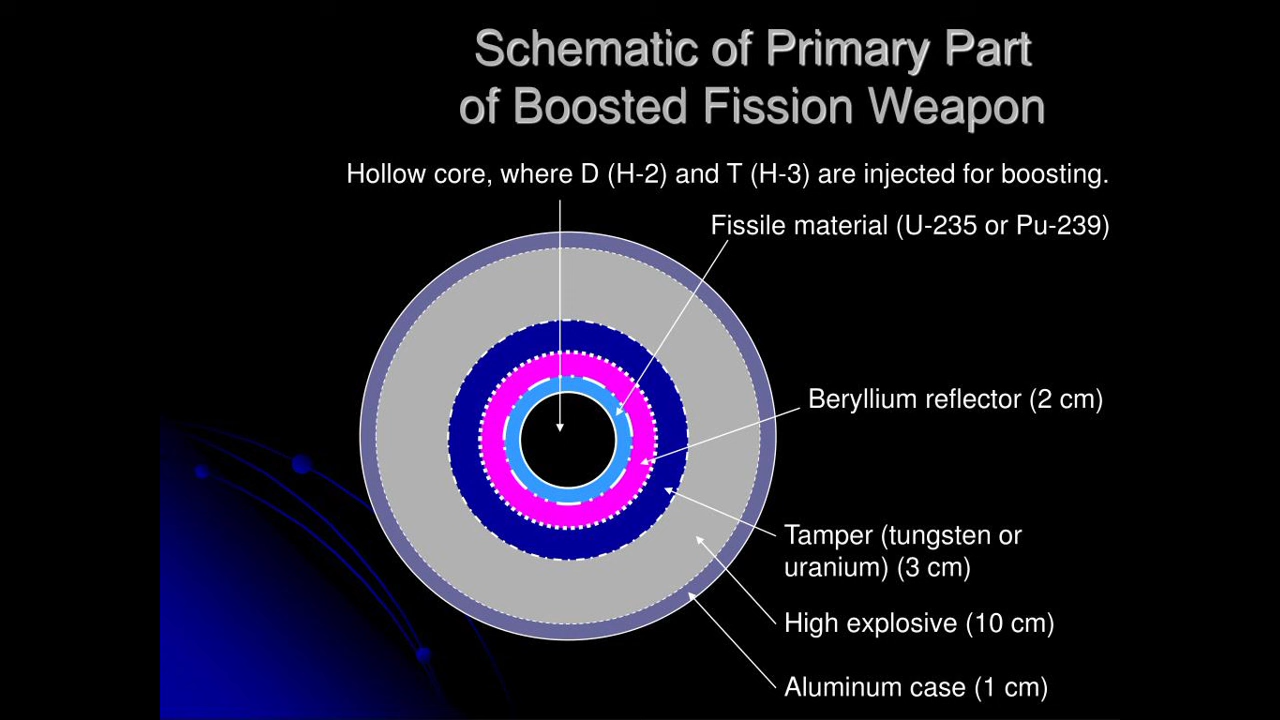 Schematic of Primary Part
of Boosted Fission Weapon
Hollow core, where D (H-2) and T (H-3) are injected for boosting.
Fissile material (U-235 or Pu-239)
Beryllium reflector (2 cm)
Tamper (tungsten or
uranium) (3 cm)
High explosive (10 cm)
Aluminum case (1 cm)